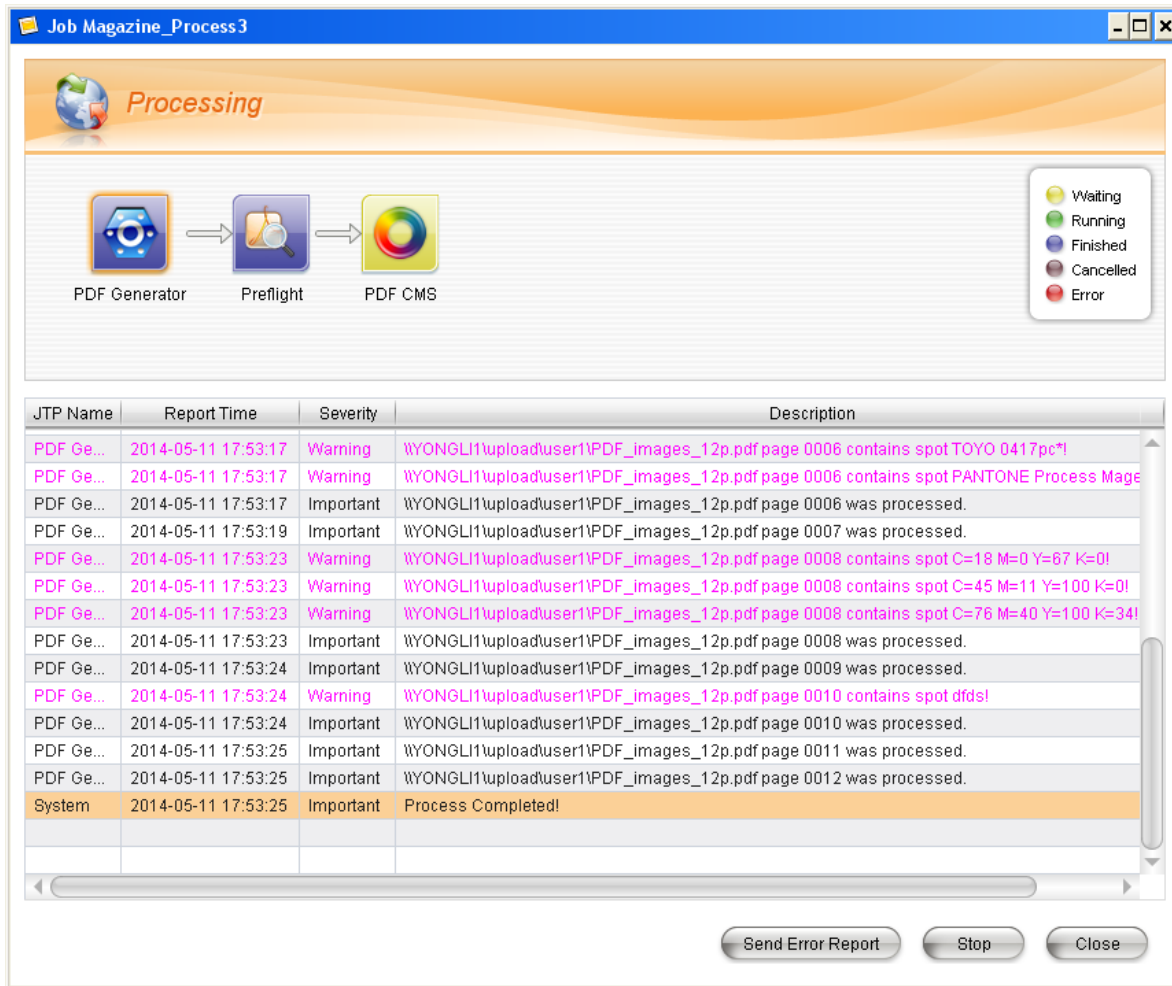 Job Magazine_Process3
Processing
Waiting
Running
Finished
Cancelled
Error
PDF Generator Preflight PDF CMS
JTP Name Report Time Severity Description
PDF Ge... 2014-05-11 17:53:17 Warning \\YONGLI1\upload\user1\PDF_images_12p.pdf page 0006 contains spot TOYO 0417pc*!
PDF Ge... 2014-05-11 17:53:17 Warning \\YONGLI1\upload\user1\PDF_images_12p.pdf page 0006 contains spot PANTONE Process Mage
PDF Ge... 2014-05-11 17:53:17 Important \\YONGLI1\upload\user1\PDF_images_12p.pdf page 0006 was processed.
PDF Ge... 2014-05-11 17:53:19 Important \\YONGLI1\upload\user1\PDF_images_12p.pdf page 0007 was processed.
PDF Ge... 2014-05-11 17:53:23 Warning \\YONGLI1\upload\user1\PDF_images_12p.pdf page 0008 contains spot C=18 M=0 Y=67 K=0!
PDF Ge... 2014-05-11 17:53:23 Warning \\YONGLI1\upload\user1\PDF_images_12p.pdf page 0008 contains spot C=45 M=11 Y=100 K=0!
PDF Ge... 2014-05-11 17:53:23 Warning \\YONGLI1\upload\user1\PDF_images_12p.pdf page 0008 contains spot C=76 M=40 Y=100 K=34!
PDF Ge... 2014-05-11 17:53:23 Important \\YONGLI1\upload\user1\PDF_images_12p.pdf page 0008 was processed.
PDF Ge... 2014-05-11 17:53:24 Important \\YONGLI1\upload\user1\PDF_images_12p.pdf page 0009 was processed.
PDF Ge... 2014-05-11 17:53:24 Warning \\YONGLI1\upload\user1\PDF_images_12p.pdf page 0010 contains spot dfds!
PDF Ge... 2014-05-11 17:53:24 Important \\YONGLI1\upload\user1\PDF_images_12p.pdf page 0010 was processed.
PDF Ge... 2014-05-11 17:53:25 Important \\YONGLI1\upload\user1\PDF_images_12p.pdf page 0011 was processed.
PDF Ge... 2014-05-11 17:53:25 Important \\YONGLI1\upload\user1\PDF_images_12p.pdf page 0012 was processed.
System 2014-05-11 17:53:25 Important Process Completed!
Send Error Report Stop Close